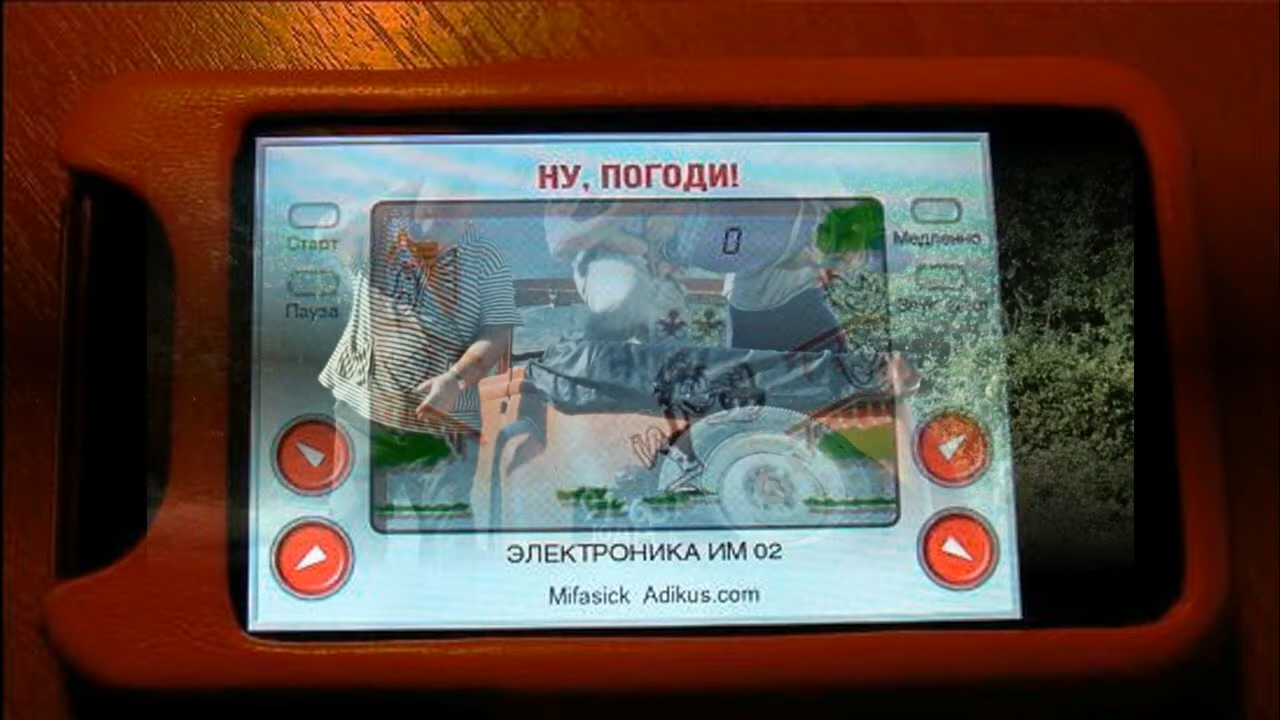 НУ, ПОГОДИ!
0
Старт
Медленно
Пауза
ЭЛЕКТРОНИКА ИМ 02
Mifasick Adikus.com